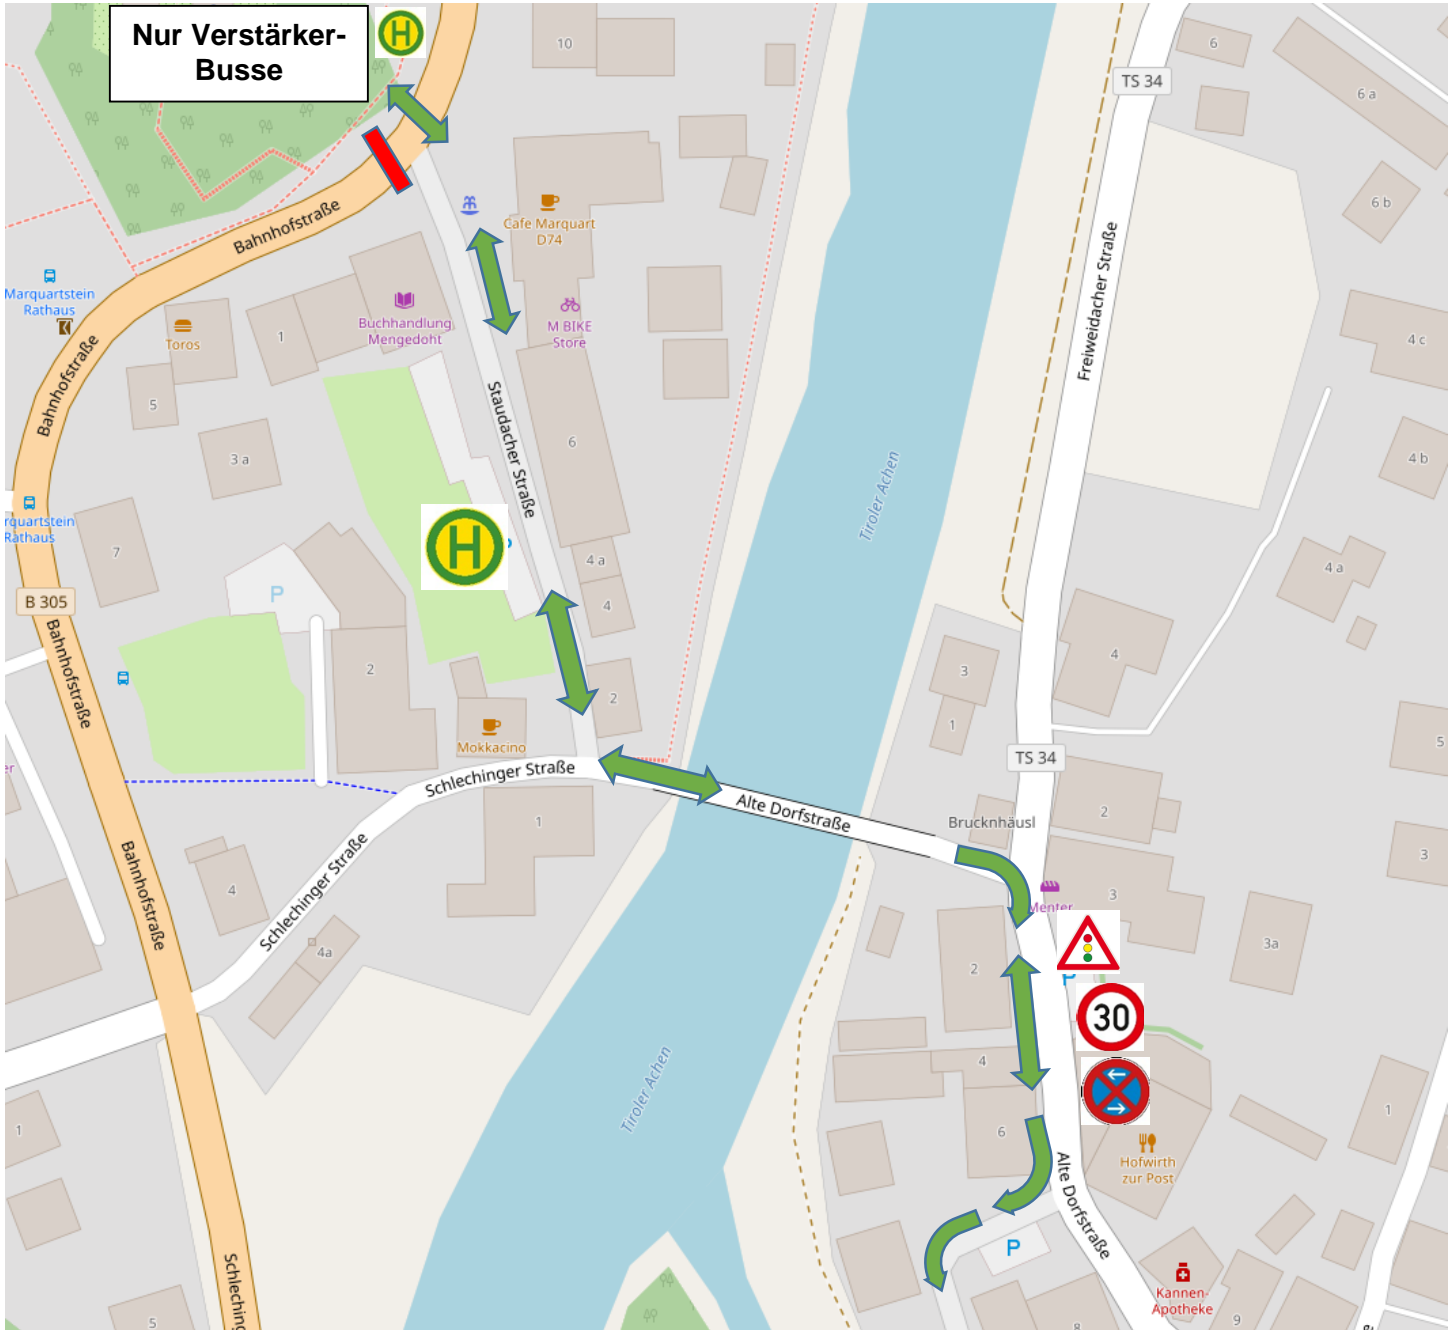 Nur Verstärker-
Busse
H
10
6
TS 34
6 a
6 b
Bahnhofstraße
Cafe Marquart
D74
Marquartstein
Rathaus
Buchhandlung
Mengedoht
M BIKE
Store
Toros
1
Freiweidacher Straße
4 c
Bahnhofstraße
5
Staudacher Straße
3 a
6
4 b
Tiroler Achen
rquartstein
Rathaus
H
7
4 a
4 a
P
4
B 305
Bahnhofstraße
2
3
4
2
1
5
Mokkacino
TS 34
Schlechinger Straße
Alte Dorfstraße
Brucknhäusl
2
1
3
Bahnhofstraße
Schlechinger Straße
4
Menter
3
3a
4a
2
P
30
Tiroler Achen
4
1
1
6
Hofwirth
zur Post
Alte Dorfstraße
P
Kannen-
Apotheke
5
8
9